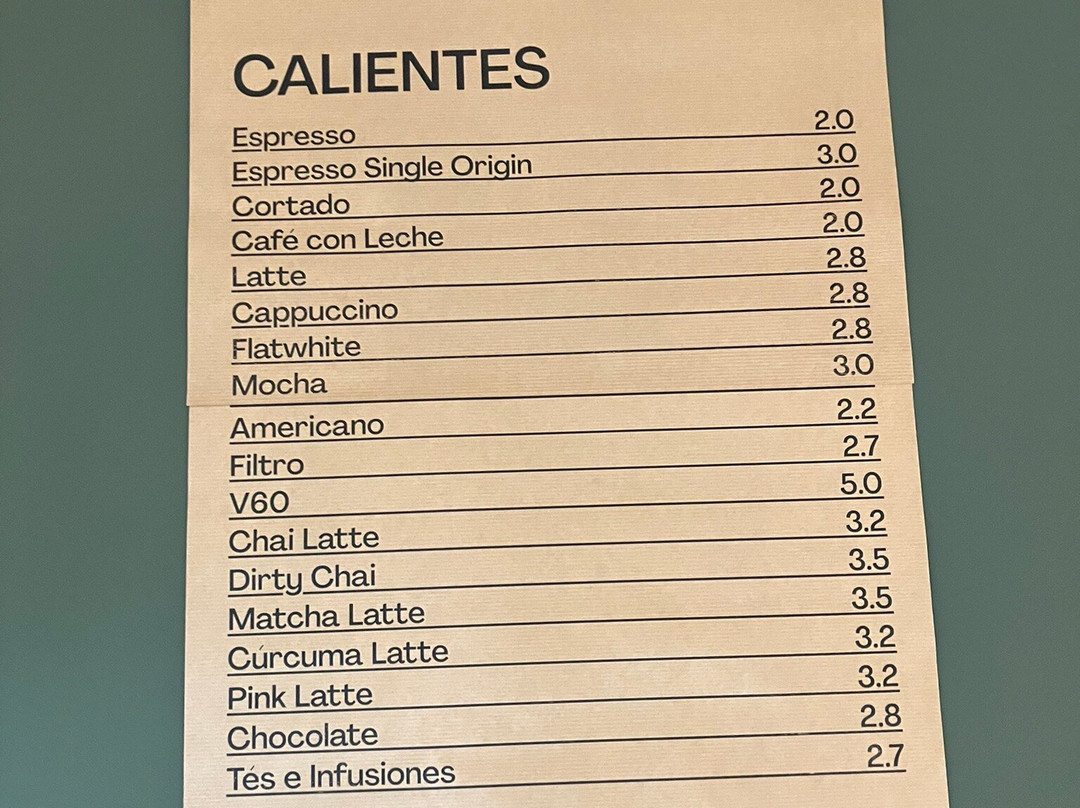 CALIENTES
Espresso 2.0
Espresso Single Origin 3.0
Cortado 2.0
Café con Leche 2.0
Latte 2.8
Cappuccino 2.8
Flatwhite 2.8
Mocha 3.0
Americano 2.2
Filtro 2.7
V60 5.0
Chai Latte 3.2
Dirty Chai 3.5
Matcha Latte 3.5
Cúrcuma Latte 3.2
Pink Latte 3.2
Chocolate 2.8
Tés e Infusiones 2.7